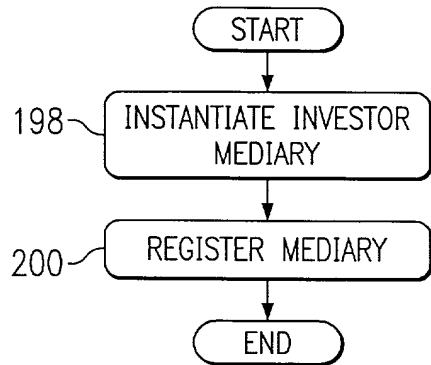 START
198
INSTANTIATE INVESTOR
MEDIARY
200
REGISTER MEDIARY
END